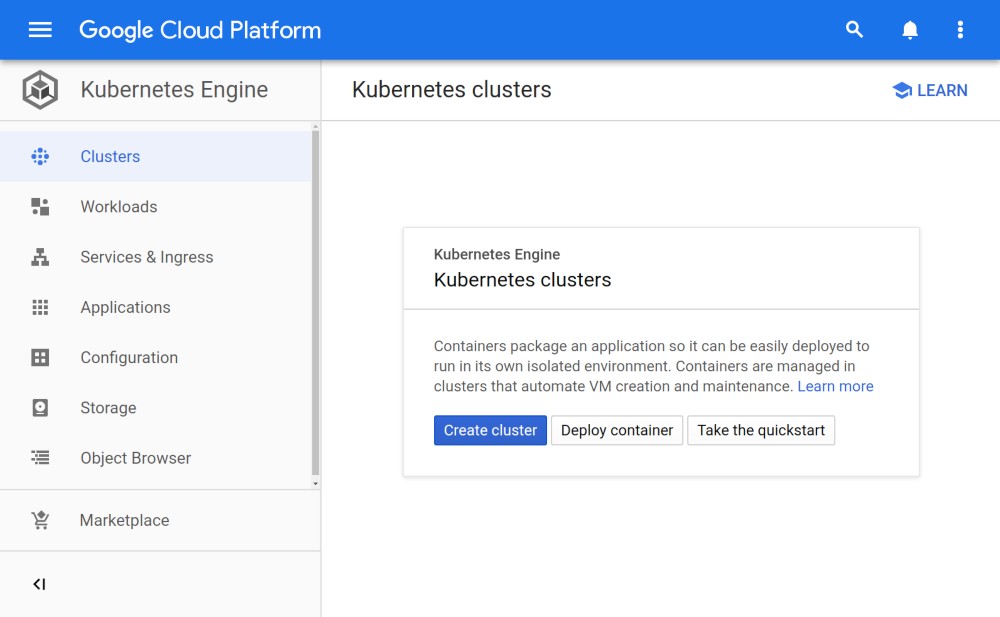 Google Cloud Platform
Kubernetes Engine
Kubernetes clusters
LEARN
Clusters
Workloads
Services & Ingress
Applications
Configuration
Storage
Object Browser
Marketplace
Kubernetes Engine
Kubernetes clusters
Containers package an application so it can be easily deployed to
run in its own isolated environment. Containers are managed in
clusters that automate VM creation and maintenance. Learn more
Create cluster
Deploy container
Take the quickstart